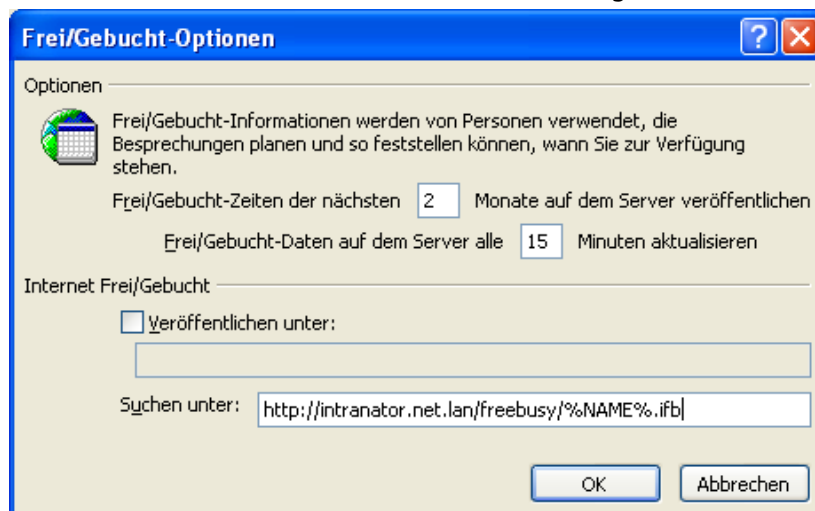 Frei/Gebucht-Optionen
Optionen
Frei/Gebucht-Informationen werden von Personen verwendet, die
Besprechungen planen und so feststellen können, wann Sie zur Verfügung
stehen.
Frei/Gebucht-Zeiten der nächsten 2 Monate auf dem Server veröffentlichen
Frei/Gebucht-Daten auf dem Server alle 15 Minuten aktualisieren
Internet Frei/Gebucht
Veröffentlichen unter:
Suchen unter: http://intranator.net.lan/freebusy/%NAME%.ifb
OK Abbrechen